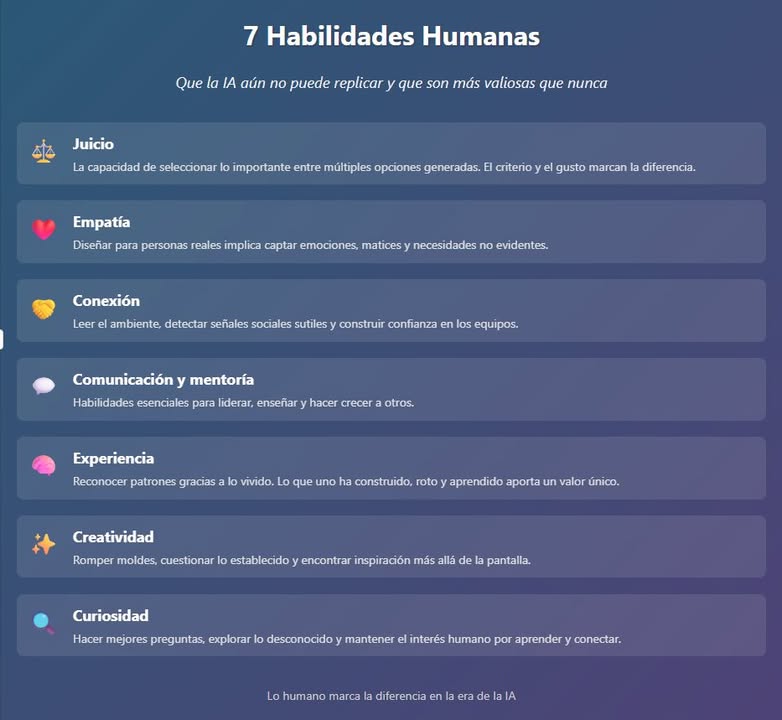 7 Habilidades Humanas
Que la IA aún no puede replicar y que son más valiosas que nunca
Juicio
La capacidad de seleccionar lo importante entre múltiples opciones generadas. El criterio y el gusto marcan la diferencia.
Empatía
Diseñar para personas reales implica captar emociones, matices y necesidades no evidentes.
Conexión
Leer el ambiente, detectar señales sociales sutiles y construir confianza en los equipos.
Comunicación y mentoría
Habilidades esenciales para liderar, enseñar y hacer crecer a otros.
Experiencia
Reconocer patrones gracias a lo vivido. Lo que uno ha construido, roto y aprendido aporta un valor único.
Creatividad
Romper moldes, cuestionar lo establecido y encontrar inspiración más allá de la pantalla.
Curiosidad
Hacer mejores preguntas, explorar lo desconocido y mantener el interés humano por aprender y conectar.
Lo humano marca la diferencia en la era de la IA